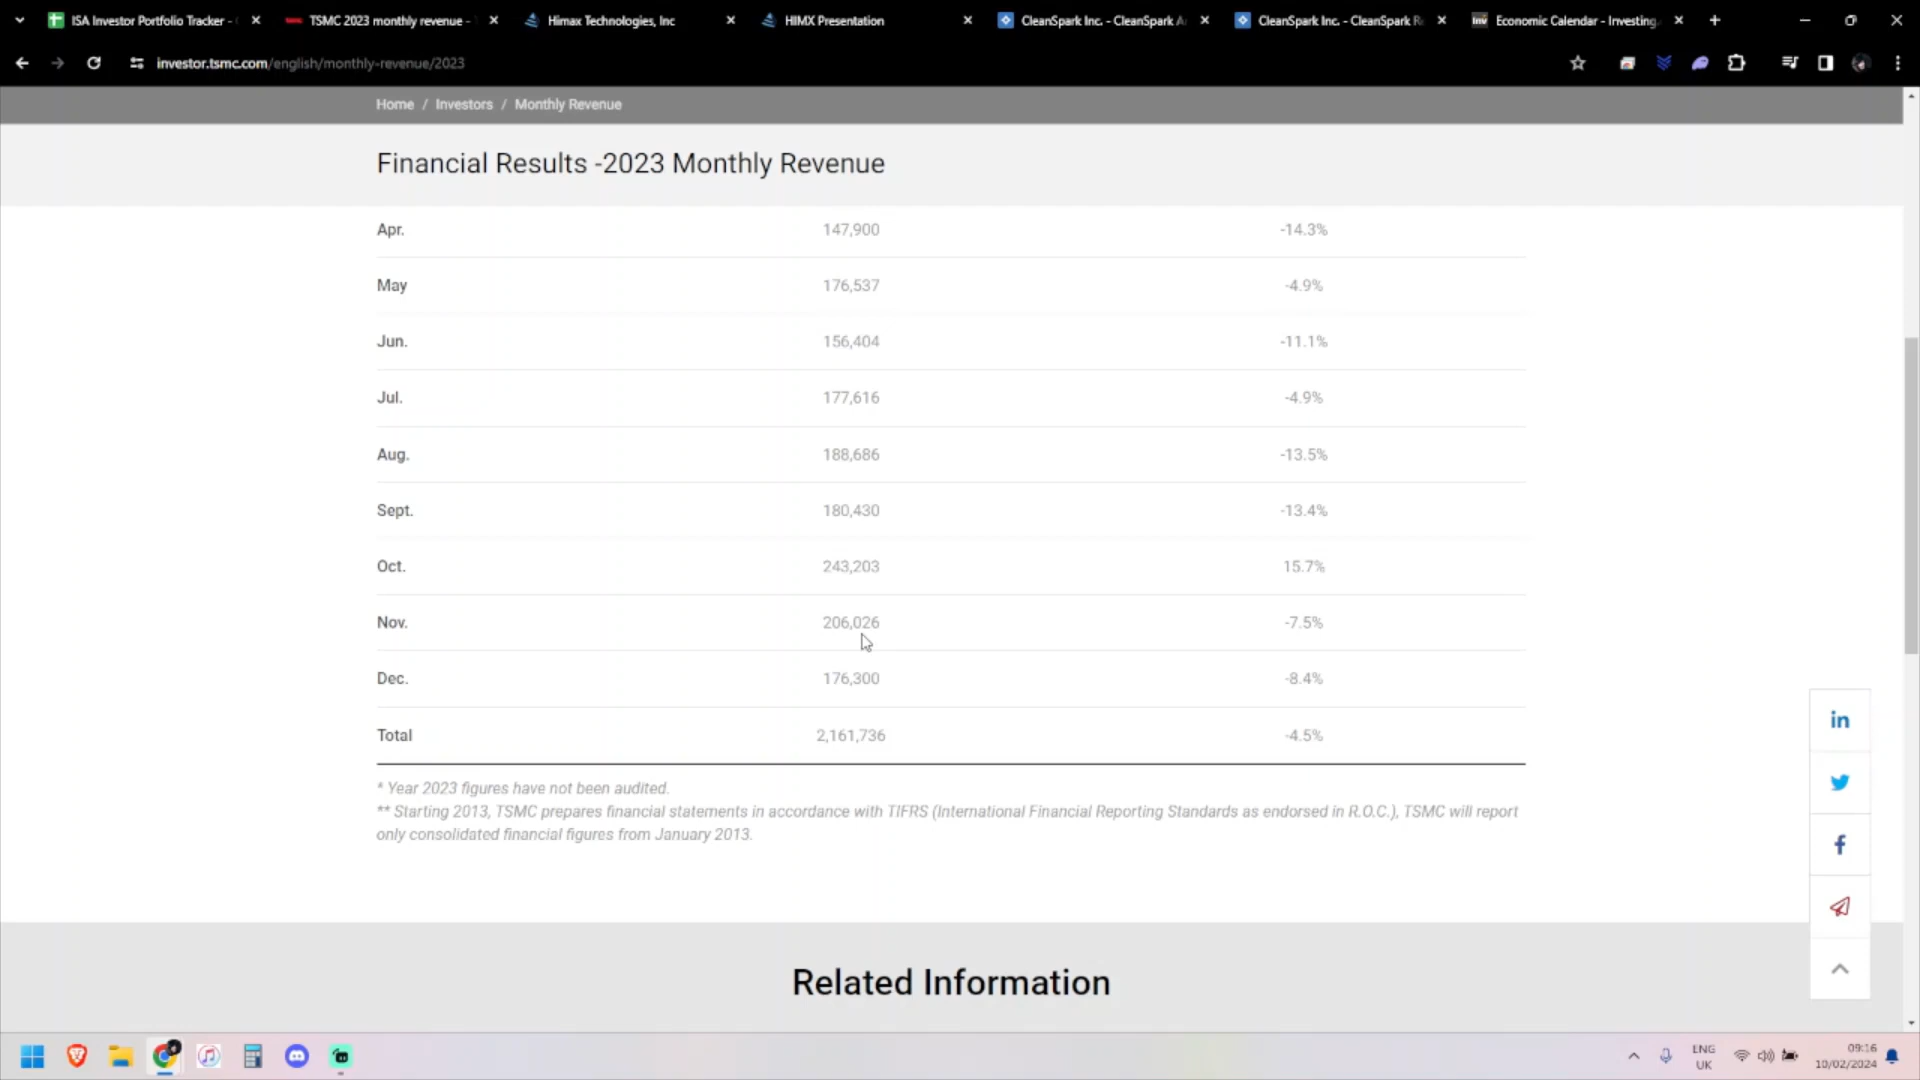 ISA Investor Portfolio Tracker -
TSMC 2023 monthly revenue -
Himax Technologies, Inc
HIMX Presentation
CleanSpark Inc. - CleanSpark A
CleanSpark Inc. - CleanSpark R
Economic Calendar - Investing.
investor.tsmc.com/english/monthly-revenue/2023
Home / Investors / Monthly Revenue
Financial Results -2023 Monthly Revenue
Apr. 147,900 -14.3%
May 176,537 -4.9%
Jun. 156,404 -11.1%
Jul. 177,616 -4.9%
Aug. 188,686 -13.5%
Sept. 180,430 -13.4%
Oct. 243,203 15.7%
Nov. 206,026 -7.5%
Dec. 176,300 -8.4%
Total 2,161,736 -4.5%
* Year 2023 figures have not been audited.
** Starting 2013, TSMC prepares financial statements in accordance with TIFRS (International Financial Reporting Standards as endorsed in R.O.C.), TSMC will report
only consolidated financial figures from January 2013.
in
f
Related Information
ENG
UK
09:16
10/02/2024